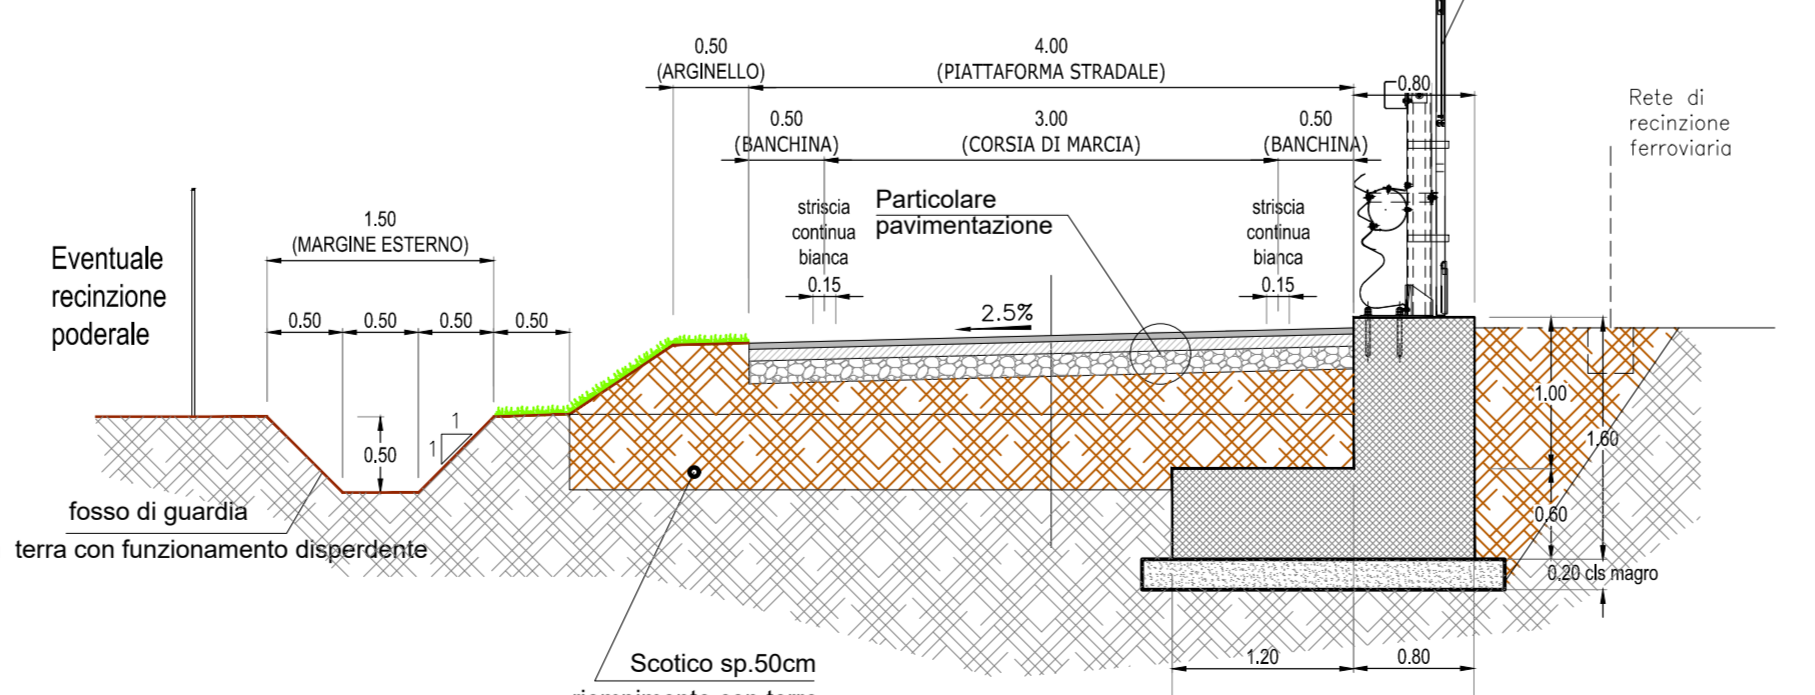 0.50
(ARGINELLO)
4.00
(PIATTAFORMA STRADALE)
0.80
Rete di
recinzione
ferroviaria
0.50
(BANCHINA)
3.00
(CORSIA DI MARCIA)
0.50
(BANCHINA)
Eventuale
recinzione
poderale
1.50
(MARGINE ESTERNO)
striscia
continua
bianca
0.15
Particolare
pavimentazione
striscia
continua
bianca
0.15
0.50
0.50
0.50
0.50
2.5%
0.50
1
1
1.00
1.60
0.60
0.20 cls magro
fosso di guardia
terra con funzionamento disperdente
Scotico sp.50cm
riempimento con terra
1.20
0.80